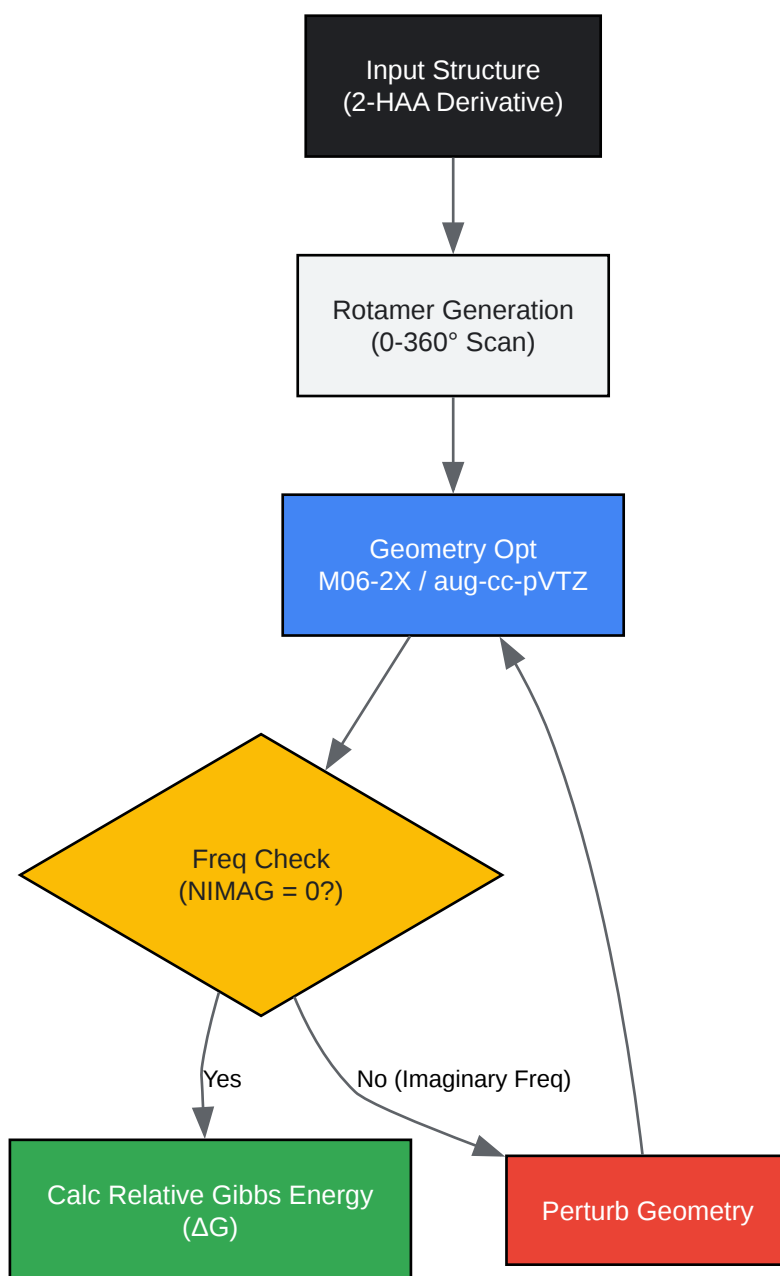 Input Structure
(2-HAA Derivative)
Rotamer Generation
(0-360° Scan)
Geometry Opt
M06-2X / aug-cc-pVTZ
Freq Check
(NIMAG = 0?)
Yes
No (Imaginary Freq)
Calc Relative Gibbs Energy
(ΔG)
Perturb Geometry